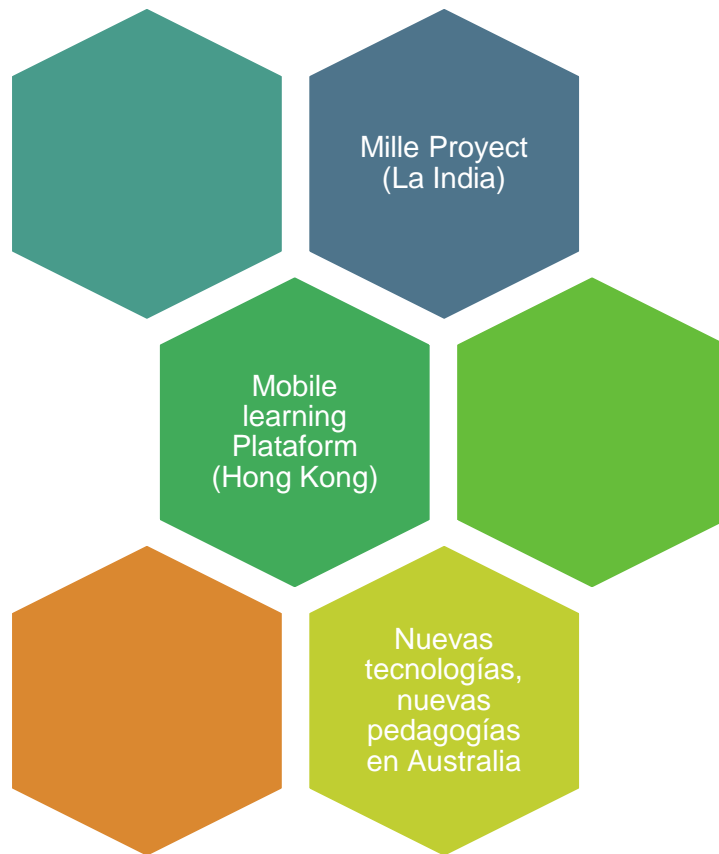 Mille Proyect
(La India)
Mobile
learning
Plataform
(Hong Kong)
Nuevas
tecnologías,
nuevas
pedagogías
en Australia